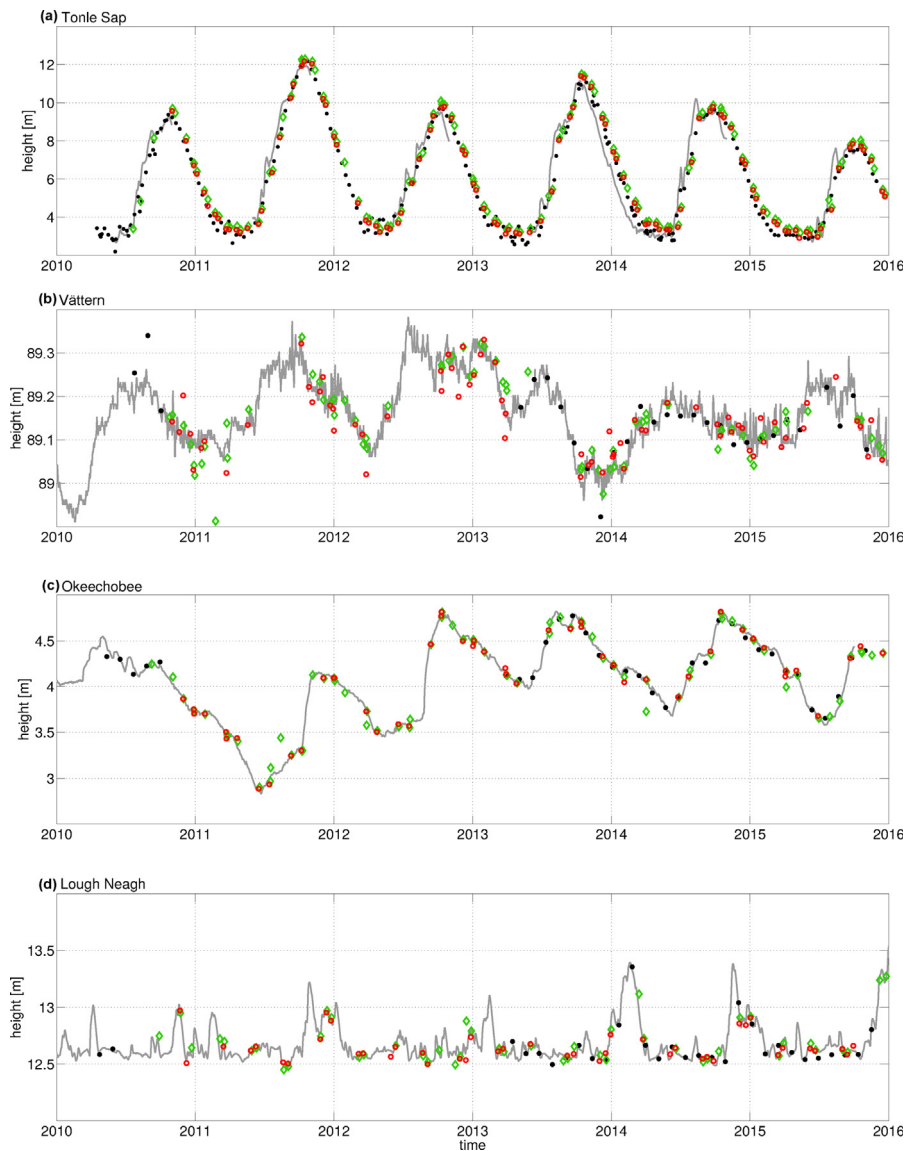 (a) Tonle Sap
12
10
8
6
4
height [m]
2010 2011 2012 2013 2014 2015 2016
(b) Vättern
89.3
89.2
89.1
89
height [m]
2010 2011 2012 2013 2014 2015 2016
(c) Okeechobee
4.5
4
3.5
3
height [m]
2010 2011 2012 2013 2014 2015 2016
(d) Lough Neagh
13.5
13
12.5
height [m]
2010 2011 2012 2013 2014 2015 2016
time